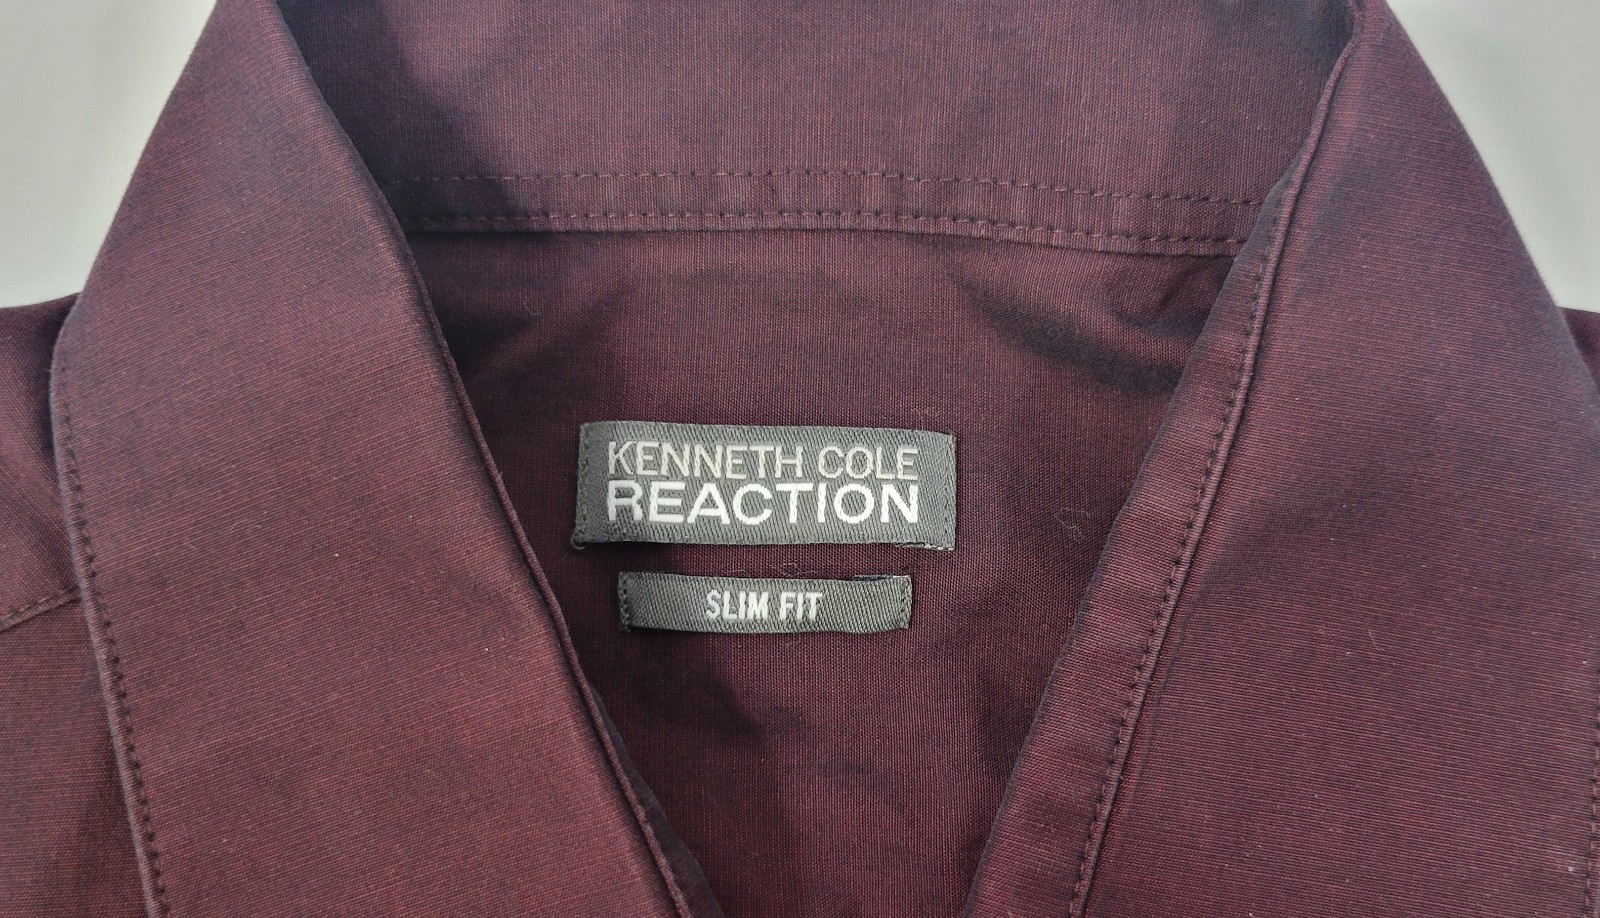 KENNETH COLE
REACTION
SLIM FIT